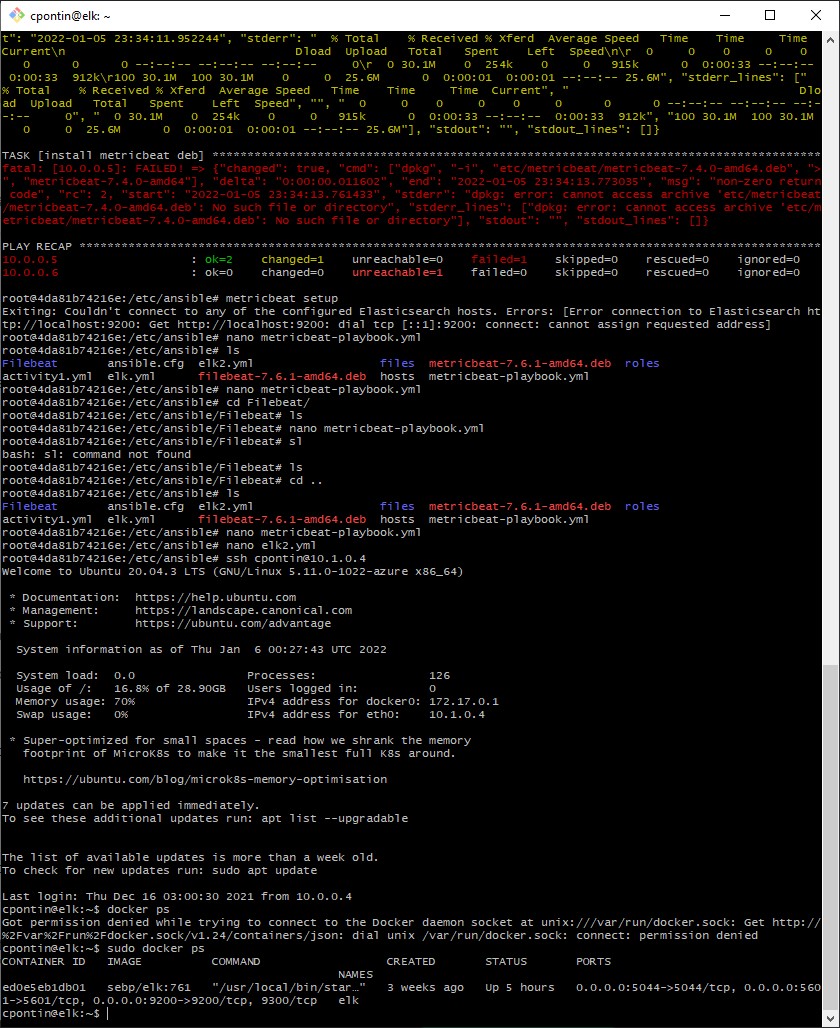 cpontin@elk: ~
t": "2022-01-05 23:34:11.952244", "stderr": "  % Total    % Received % Xferd  Average Speed   Time    Time     Time
Current\n                                 Dload  Upload   Total   Spent    Left  Speed\n\r  0     0    0
   0    0     0      0      0 --:--:-- --:--:-- --:--:--     0\r  0 30.1M    0  254k    0     0   915k      0  0:00:33 --:--:--
 0:00:33  912k\r100 30.1M  100 30.1M    0     0  25.6M      0  0:00:01  0:00:01 --:--:-- 25.6M", "stderr_lines": ["
% Total    % Received % Xferd  Average Speed   Time    Time     Time  Current", "                                 Dlo
ad  Upload   Total   Spent    Left  Speed", "", "  0     0    0     0    0     0      0      0 --:--:-- --:--:-- --:-
-:--     0", "  0 30.1M    0  254k    0     0   915k      0  0:00:33 --:--:--  0:00:33  912k", "100 30.1M  100 30.1M
   0     0  25.6M      0  0:00:01  0:00:01 --:--:-- 25.6M"], "stdout": "", "stdout_lines": []}
TASK [install metricbeat deb] ****************************************************************************************
fatal: [10.0.0.5]: FAILED! => {"changed": true, "cmd": ["dpkg", "-i", "etc/metricbeat/metricbeat-7.4.0-amd64.deb", ">
", "metricbeat-7.4.0-amd64"], "delta": "0:00:00.011602", "end": "2022-01-05 23:34:13.773035", "msg": "non-zero return
 code", "rc": 2, "start": "2022-01-05 23:34:13.761433", "stderr": "dpkg: error: cannot access archive 'etc/metricbeat
/metricbeat-7.4.0-amd64.deb': No such file or directory", "stderr_lines": ["dpkg: error: cannot access archive 'etc/m
etricbeat/metricbeat-7.4.0-amd64.deb': No such file or directory"], "stdout": "", "stdout_lines": []}
PLAY RECAP ***********************************************************************************************************
10.0.0.5                   : ok=2    changed=1    unreachable=0    failed=1    skipped=0    rescued=0    ignored=0
10.0.0.6                   : ok=0    changed=0    unreachable=1    failed=0    skipped=0    rescued=0    ignored=0
root@4da81b74216e:/etc/ansible# metricbeat setup
Exiting: Couldn't connect to any of the configured Elasticsearch hosts. Errors: [Error connection to Elasticsearch ht
tp://localhost:9200: Get http://localhost:9200: dial tcp [::1]:9200: connect: cannot assign requested address]
root@4da81b74216e:/etc/ansible# nano metricbeat-playbook.yml
root@4da81b74216e:/etc/ansible# ls
Filebeat       ansible.cfg  elk2.yml                  files  metricbeat-7.6.1-amd64.deb  roles
activity1.yml  elk.yml      filebeat-7.6.1-amd64.deb  hosts  metricbeat-playbook.yml
root@4da81b74216e:/etc/ansible# nano metricbeat-playbook.yml
root@4da81b74216e:/etc/ansible# cd Filebeat/
root@4da81b74216e:/etc/ansible/Filebeat# ls
root@4da81b74216e:/etc/ansible/Filebeat# nano metricbeat-playbook.yml
root@4da81b74216e:/etc/ansible/Filebeat# sl
bash: sl: command not found
root@4da81b74216e:/etc/ansible/Filebeat# ls
root@4da81b74216e:/etc/ansible/Filebeat# cd ..
root@4da81b74216e:/etc/ansible# ls
Filebeat       ansible.cfg  elk2.yml                  files  metricbeat-7.6.1-amd64.deb  roles
activity1.yml  elk.yml      filebeat-7.6.1-amd64.deb  hosts  metricbeat-playbook.yml
root@4da81b74216e:/etc/ansible# nano metricbeat-playbook.yml
root@4da81b74216e:/etc/ansible# nano elk2.yml
root@4da81b74216e:/etc/ansible# ssh cpontin@10.1.0.4
Welcome to Ubuntu 20.04.3 LTS (GNU/Linux 5.11.0-1022-azure x86_64)
 * Documentation:  https://help.ubuntu.com
 * Management:     https://landscape.canonical.com
 * Support:        https://ubuntu.com/advantage
  System information as of Thu Jan  6 00:27:43 UTC 2022
  System load:  0.0                Processes:                126
  Usage of /:   16.8% of 28.90GB   Users logged in:          0
  Memory usage: 70%                IPv4 address for docker0: 172.17.0.1
  Swap usage:   0%                 IPv4 address for eth0:    10.1.0.4
 * Super-optimized for small spaces - read how we shrank the memory
   footprint of MicroK8s to make it the smallest full K8s around.
   https://ubuntu.com/blog/microk8s-memory-optimisation
7 updates can be applied immediately.
To see these additional updates run: apt list --upgradable
The list of available updates is more than a week old.
To check for new updates run: sudo apt update
Last login: Thu Dec 16 03:00:30 2021 from 10.0.0.4
cpontin@elk:~$ docker ps
Got permission denied while trying to connect to the Docker daemon socket at unix:///var/run/docker.sock: Get http://
%2Fvar%2Frun%2Fdocker.sock/v1.24/containers/json: dial unix /var/run/docker.sock: connect: permission denied
cpontin@elk:~$ sudo docker ps
CONTAINER ID   IMAGE          COMMAND                  CREATED       STATUS       PORTS
                                                NAMES
ed0e5eb1db01   sebp/elk:761   "/usr/local/bin/star…"   3 weeks ago   Up 5 hours   0.0.0.0:5044->5044/tcp, 0.0.0.0:560
1->5601/tcp, 0.0.0.0:9200->9200/tcp, 9300/tcp   elk
cpontin@elk:~$